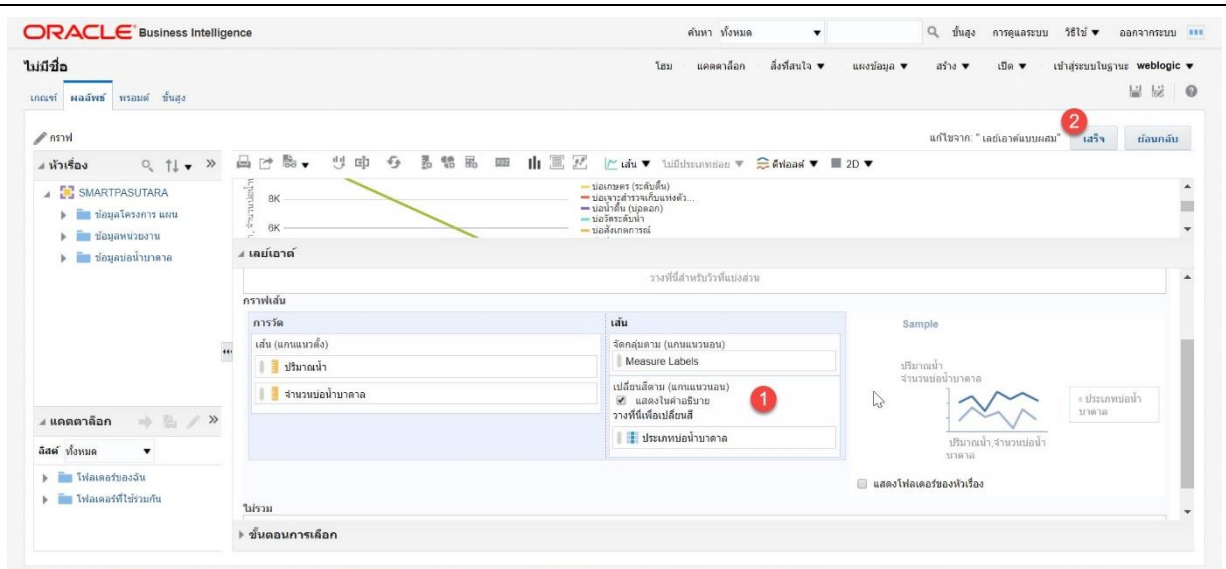 ORACLE Business Intelligence
ค้นหา ทั้งหมด
ขั้นสูง การดูแลระบบ วิธีใช้ ออกจากระบบ
ไม่มีชื่อ
โฮม แคตตาล็อก สิ่งที่สนใจ แผงข้อมูล สร้าง เปิด เข้าสู่ระบบในฐานะ weblogic
เกณฑ์ ผลลัพธ์ พรอมต์ ขั้นสูง
2
กราฟ
แก้ไขจาก: "เลย์เอาต์แบบผสม" เสร็จ ย้อนกลับ
หัวเรื่อง
เส้น ไม่มีประเภทย่อย ดีฟอลต์ 2D
SMARTPASUTARA
ข้อมูลโครงการ แผน
ข้อมูลหน่วยงาน
ข้อมูลบ่อน้ำบาดาล
8K
6K
บ่อเกษตร (ระดับตื้น)
บ่อเจาะสำรวจเก็บแท่งตัว...
บ่อน้ำตื้น (บ่อตอก)
บ่อวัดระดับน้ำ
บ่อสังเกตการณ์
เลย์เอาต์
วางที่นี่สำหรับวิวที่แบ่งส่วน
กราฟเส้น
การวัด
เส้น (แกนแนวตั้ง)
ปริมาณน้ำ
จำนวนบ่อน้ำบาดาล
เส้น
จัดกลุ่มตาม (แกนแนวนอน)
Measure Labels
เปลี่ยนสีตาม (แกนแนวนอน)
แสดงในคำอธิบาย
1
วางที่นี่เพื่อเปลี่ยนสี
ประเภทบ่อน้ำบาดาล
Sample
ปริมาณน้ำ
จำนวนบ่อน้ำบาดาล
ประเภทบ่อน้ำ
บาดาล
ปริมาณน้ำ,จำนวนบ่อน้ำ
บาดาล
แสดงโฟลเดอร์ของหัวเรื่อง
แคตตาล็อก
ลิสต์ ทั้งหมด
โฟลเดอร์ของฉัน
โฟลเดอร์ที่ใช้ร่วมกัน
ไม่รวม
ขั้นตอนการเลือก